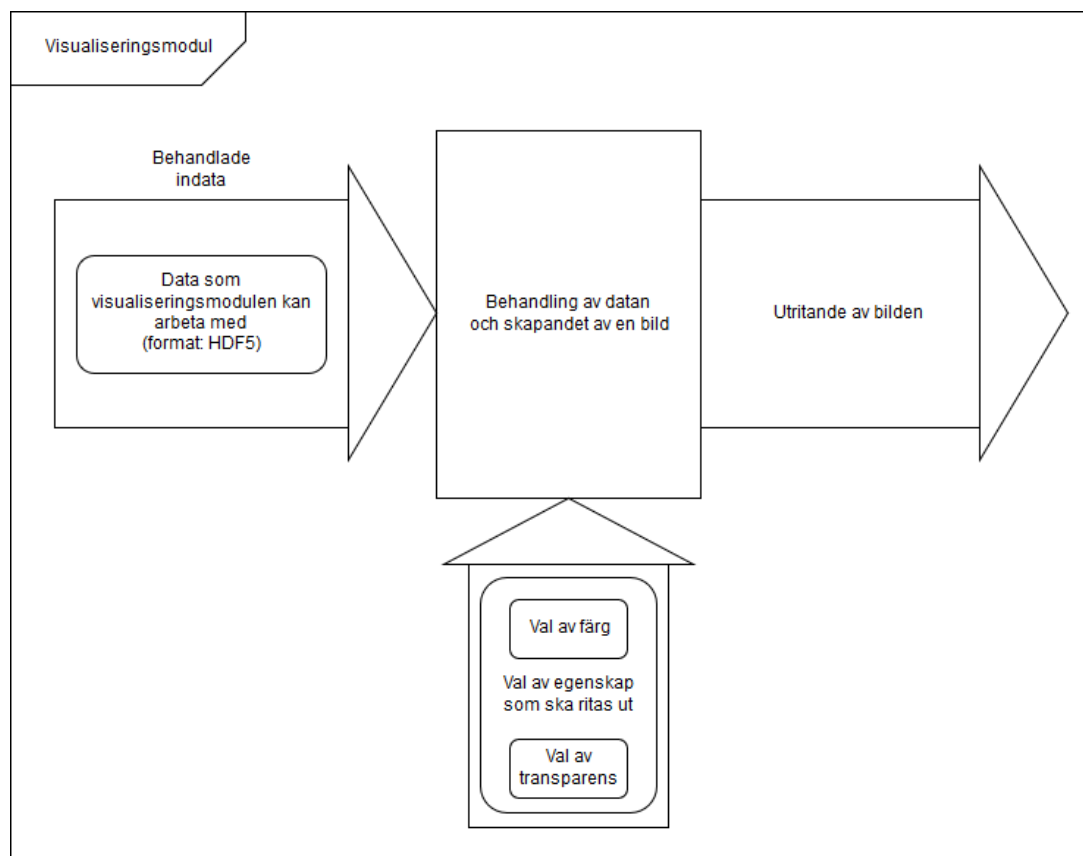 Visualiseringsmodul
Behandlade
indata
Data som
visualiseringsmodulen kan
arbeta med
(format: HDF5)
Behandling av datan
och skapandet av en bild
Utritande av bilden
Val av färg
Val av egenskap
som ska ritas ut
Val av
transparens